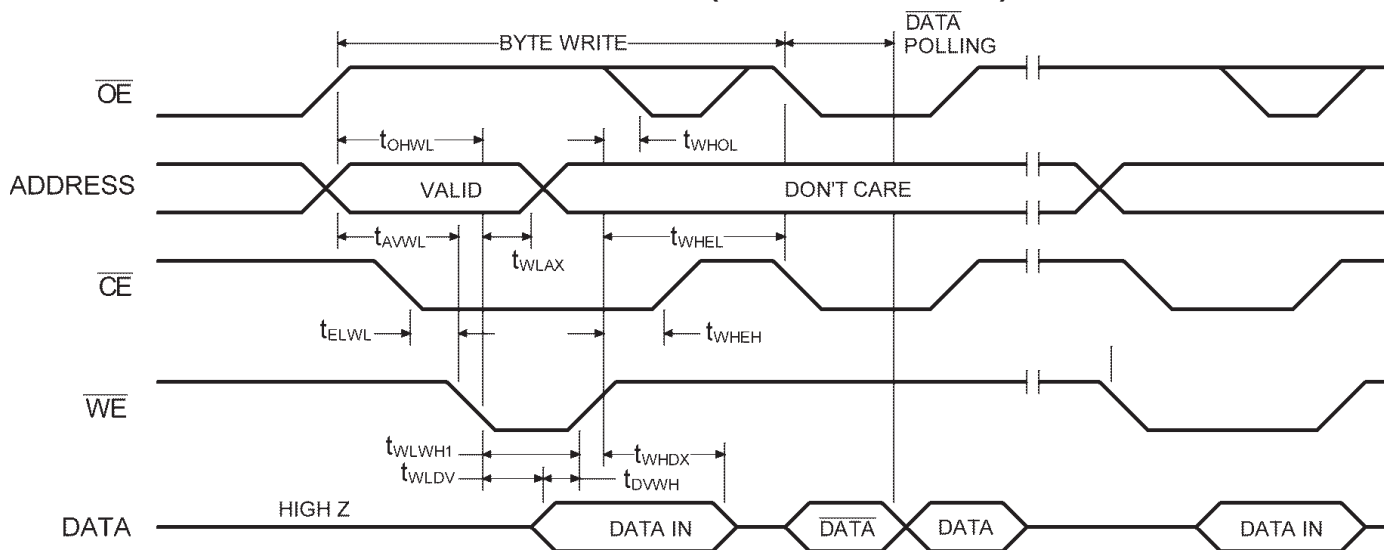 DATA
POLLING
BYTE WRITE
OE
tOHWL
tWHOL
ADDRESS
VALID
DON'T CARE
tAVWL
tWLAX
tWHEL
CE
tELWL
tWHEH
WE
tWLWH1
tWHDX
tWLDV
tDVWH
HIGH Z
DATA
DATA IN
DATA
DATA
DATA IN